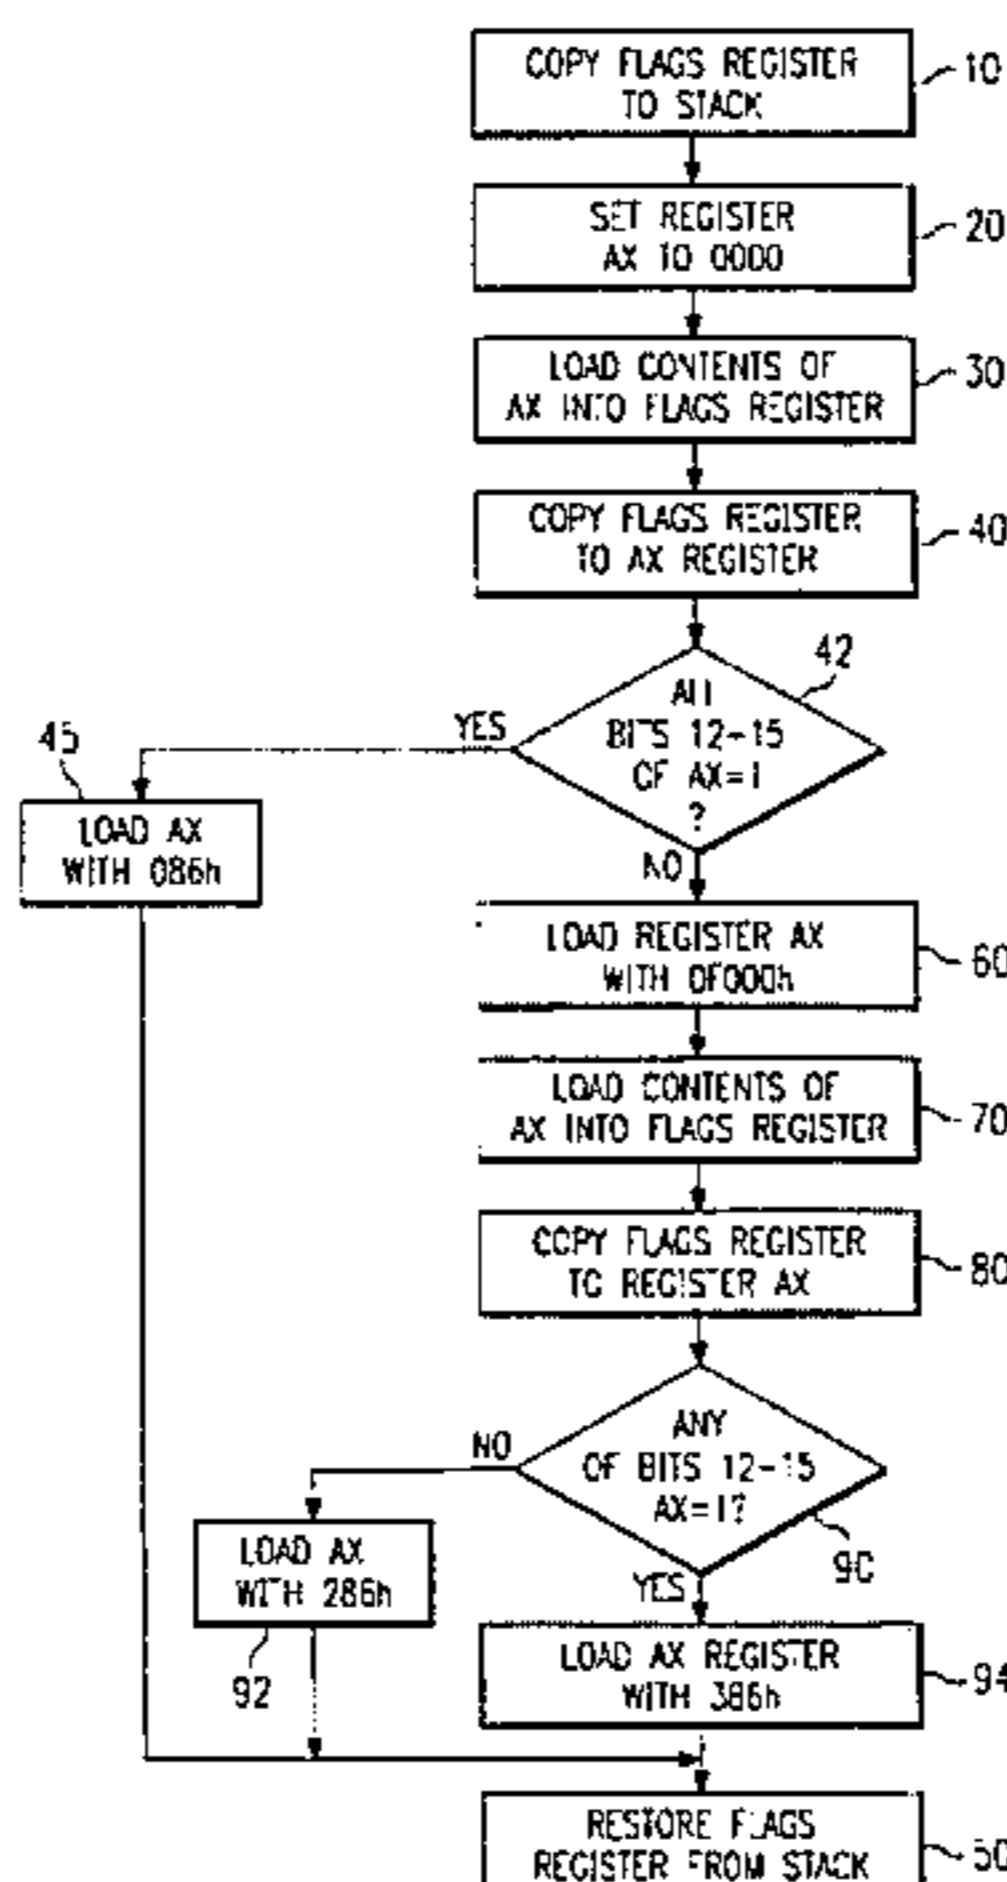 COPY FLAGS REGISTER
TO STACK
10
SET REGISTER
AX TO 0000
20
LOAD CONTENTS OF
AX INTO FLAGS REGISTER
30
COPY FLAGS REGISTER
TO AX REGISTER
40
42
ALL
BITS 12-15
OF AX=1
?
YES
NO
45
LOAD AX
WITH 086h
LOAD REGISTER AX
WITH 0F000h
60
LOAD CONTENTS OF
AX INTO FLAGS REGISTER
70
COPY FLAGS REGISTER
TO REGISTER AX
80
ANY
OF BITS 12-15
AX=1?
90
NO
YES
LOAD AX
WITH 286h
92
LOAD AX REGISTER
WITH 386h
94
RESTORE FLAGS
REGISTER FROM STACK
50